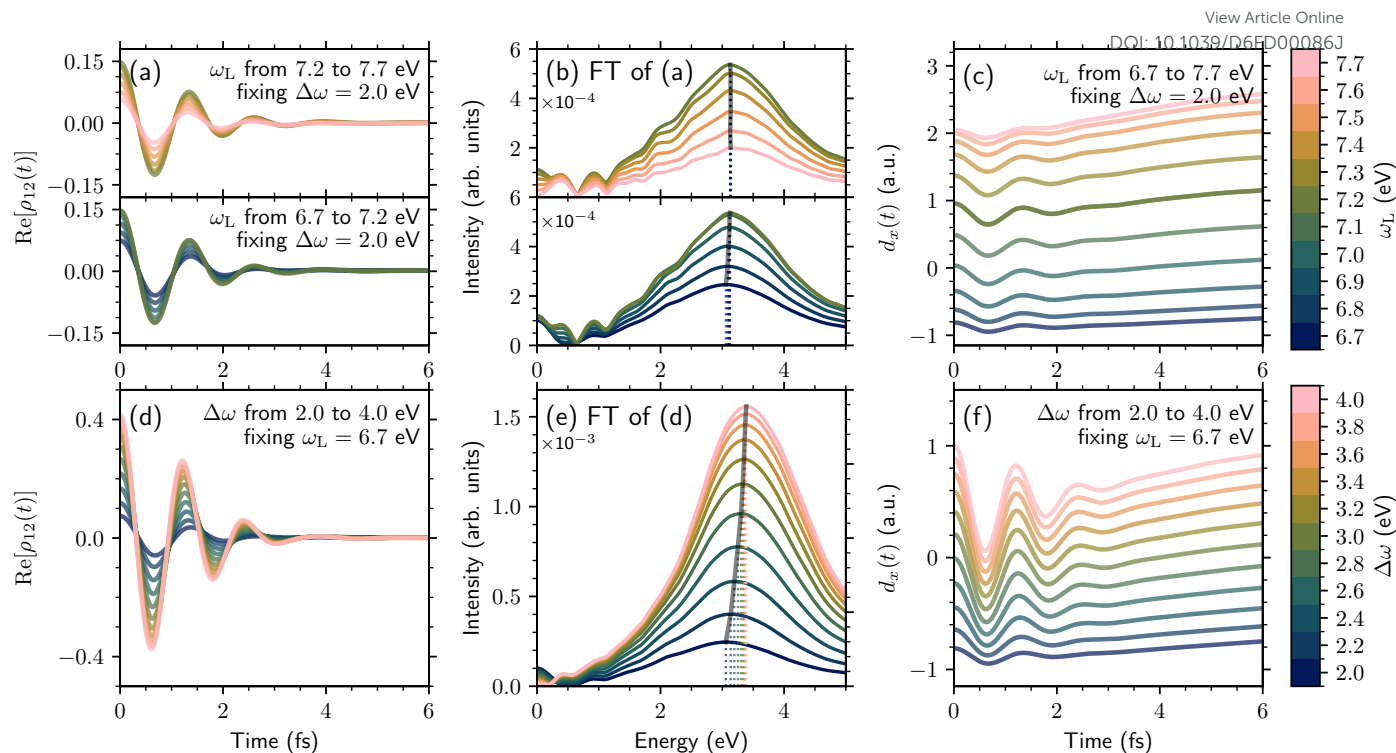 View Article Online
DOI: 10.1039/D6FD00086J
(a)
ω_L from 7.2 to 7.7 eV
fixing Δω = 2.0 eV
0.15
0.00
−0.15
ω_L from 6.7 to 7.2 eV
fixing Δω = 2.0 eV
0.15
0.00
−0.15
Re[ρ₁₂(t)]
0 2 4 6
(b) FT of (a)
×10⁻⁴
6
4
2
6
×10⁻⁴
4
2
0
Intensity (arb. units)
0 2 4
(c)
ω_L from 6.7 to 7.7 eV
fixing Δω = 2.0 eV
3
2
1
0
−1
d_x(t) (a.u.)
0 2 4 6
7.7
7.6
7.5
7.4
7.3
7.2
7.1
7.0
6.9
6.8
6.7
ω_L (eV)
(d)
Δω from 2.0 to 4.0 eV
fixing ω_L = 6.7 eV
0.4
0.0
−0.4
Re[ρ₁₂(t)]
0 2 4 6
Time (fs)
(e) FT of (d)
×10⁻³
1.5
1.0
0.5
0.0
Intensity (arb. units)
0 2 4
Energy (eV)
(f)
Δω from 2.0 to 4.0 eV
fixing ω_L = 6.7 eV
1
0
−1
d_x(t) (a.u.)
0 2 4 6
Time (fs)
4.0
3.8
3.6
3.4
3.2
3.0
2.8
2.6
2.4
2.2
2.0
Δω (eV)